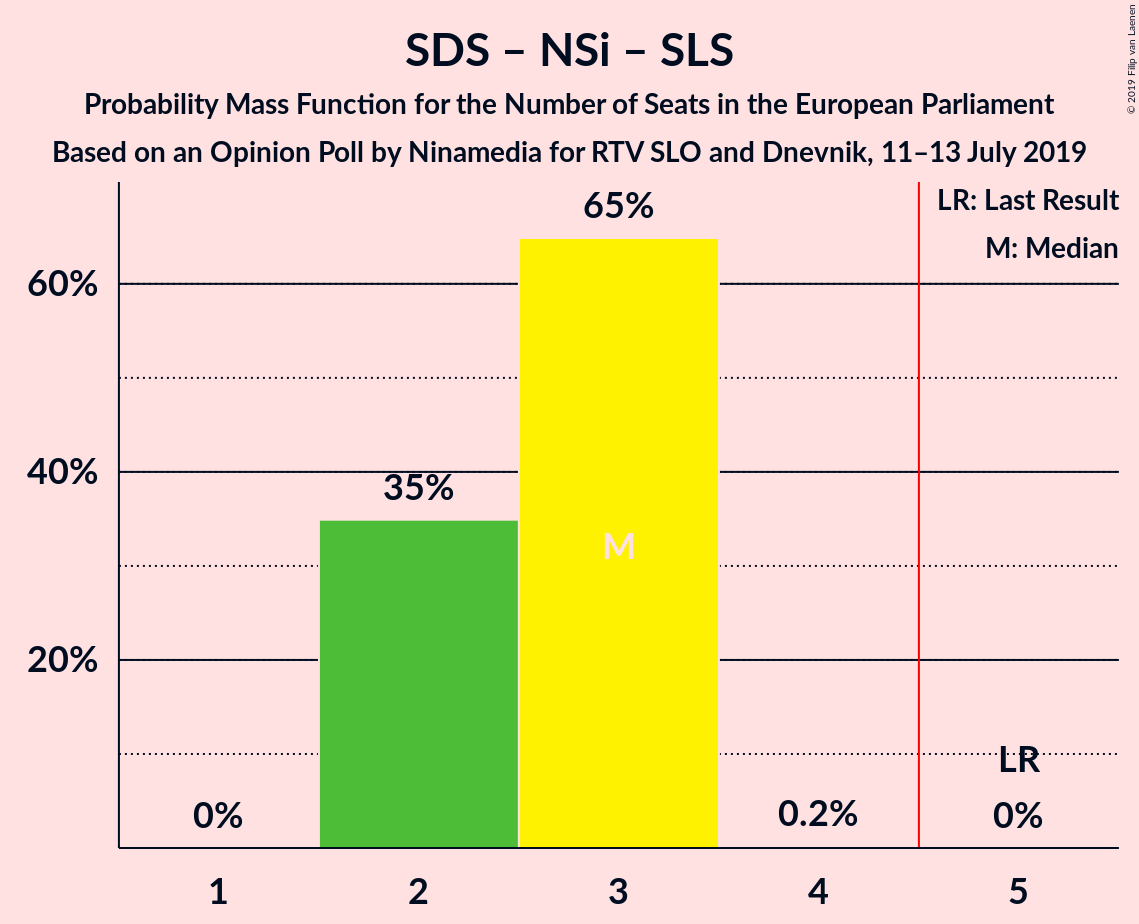 SDS – NSi – SLS
Probability Mass Function for the Number of Seats in the European Parliament
Based on an Opinion Poll by Ninamedia for RTV SLO and Dnevnik, 11–13 July 2019
© 2019 Filip van Laenen
LR: Last Result
M: Median
65%
60%
40%
35%
M
20%
LR
0%
0.2%
0%
1 2 3 4 5